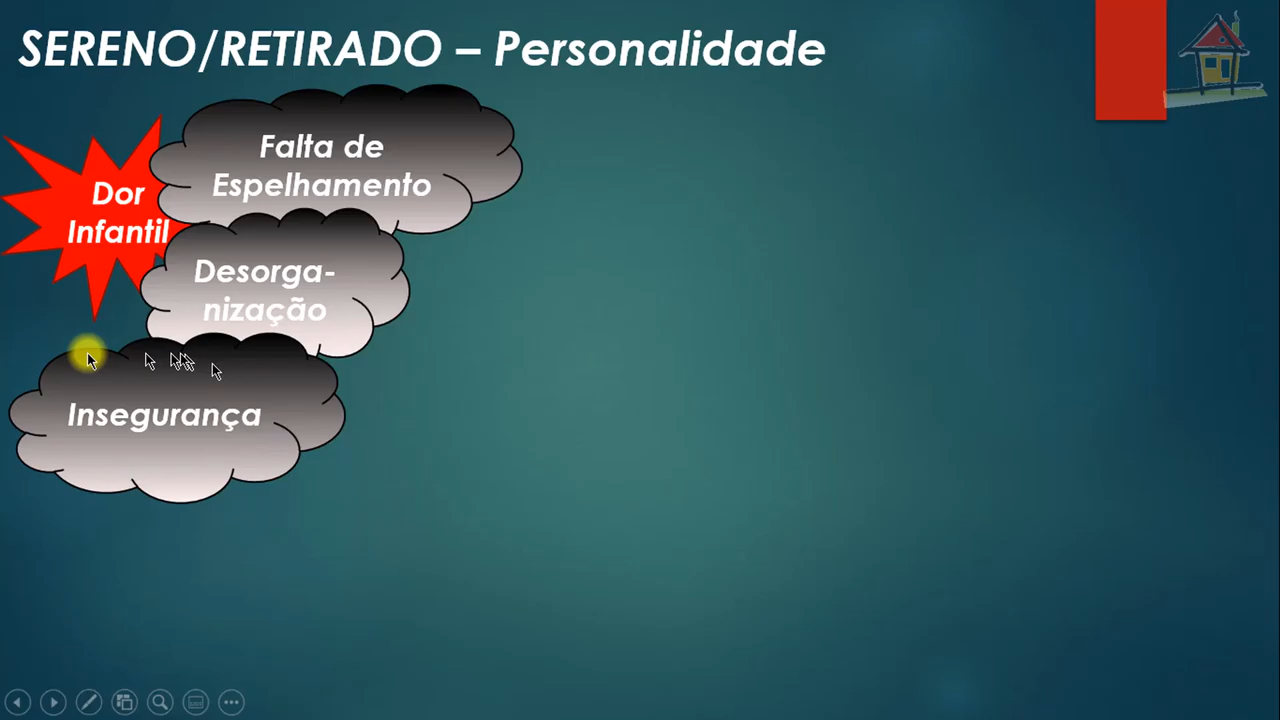 SERENO/RETIRADO – Personalidade
Falta de
Espelhamento
Dor
Infantil
Desorga-
nização
Insegurança